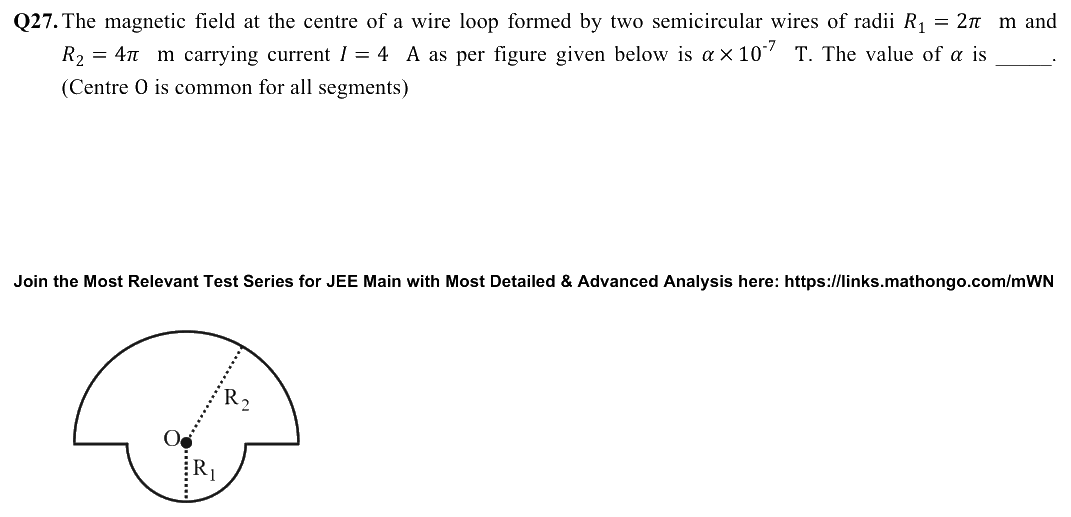 Q27. The magnetic field at the centre of a wire loop formed by two semicircular wires of radii R₁ = 2π m and
R₂ = 4π m carrying current I = 4 A as per figure given below is α × 10⁻⁷ T. The value of α is _____.
(Centre O is common for all segments)
Join the Most Relevant Test Series for JEE Main with Most Detailed & Advanced Analysis here: https://links.mathongo.com/mWN
R₂
O
R₁